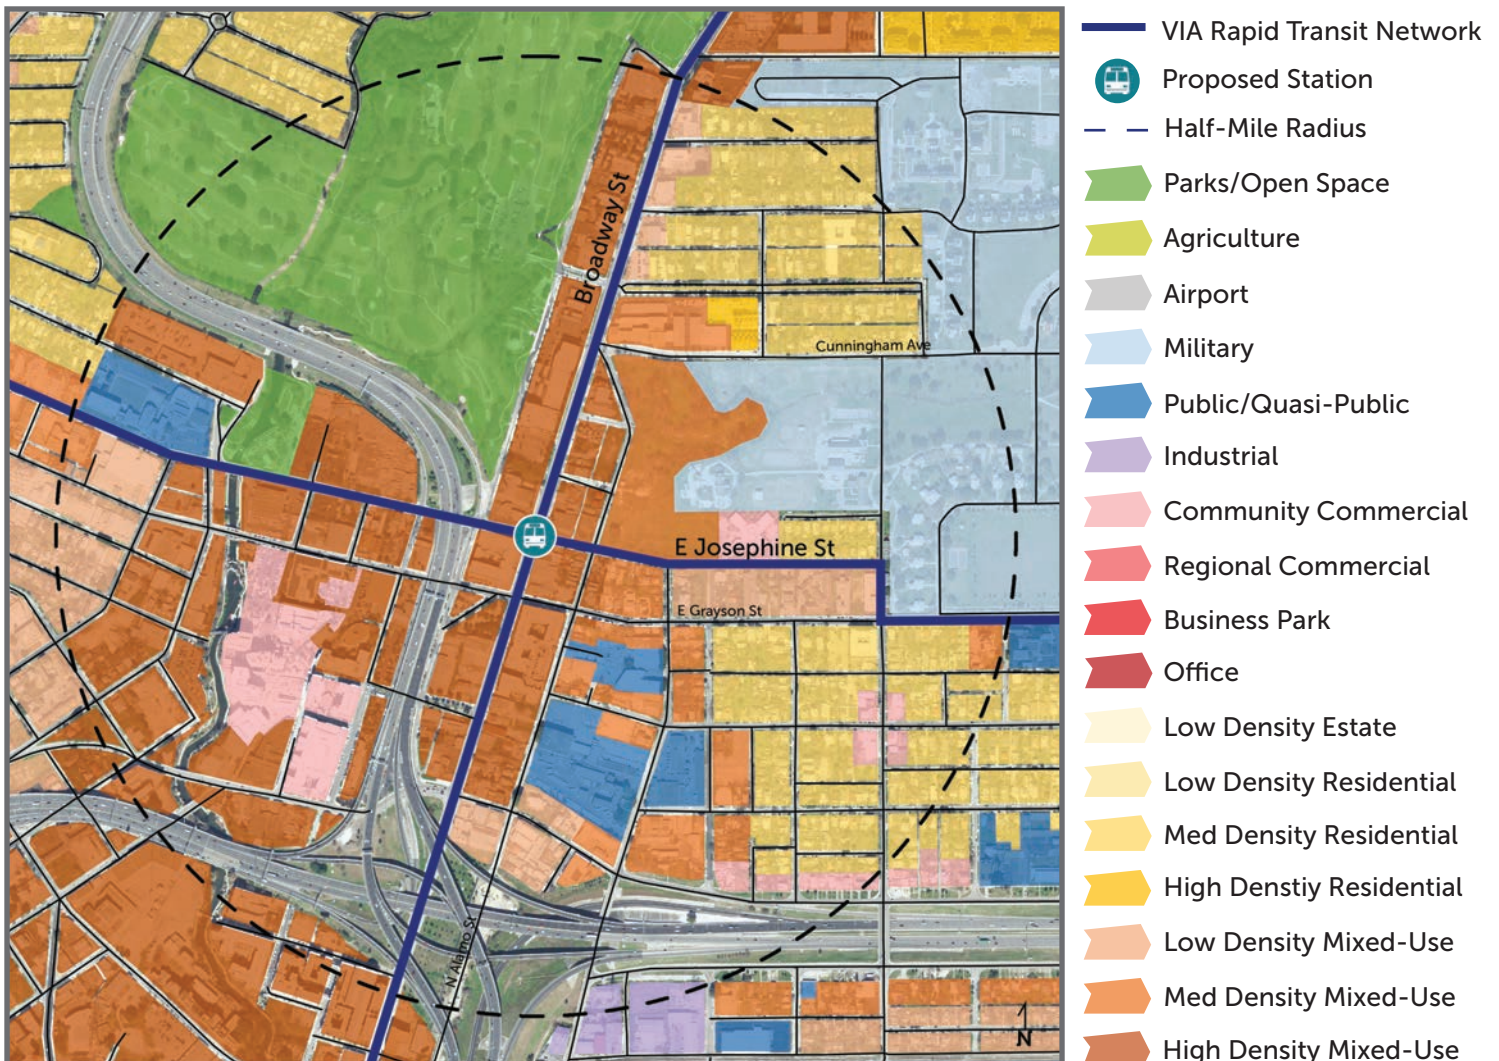 VIA Rapid Transit Network
Proposed Station
Half-Mile Radius
Parks/Open Space
Agriculture
Airport
Military
Public/Quasi-Public
Industrial
Community Commercial
Regional Commercial
Business Park
Office
Low Density Estate
Low Density Residential
Med Density Residential
High Denstiy Residential
Low Density Mixed-Use
Med Density Mixed-Use
High Density Mixed-Use
Broadway St
Cunningham Ave
E Josephine St
E Grayson St
N Alamo St
N